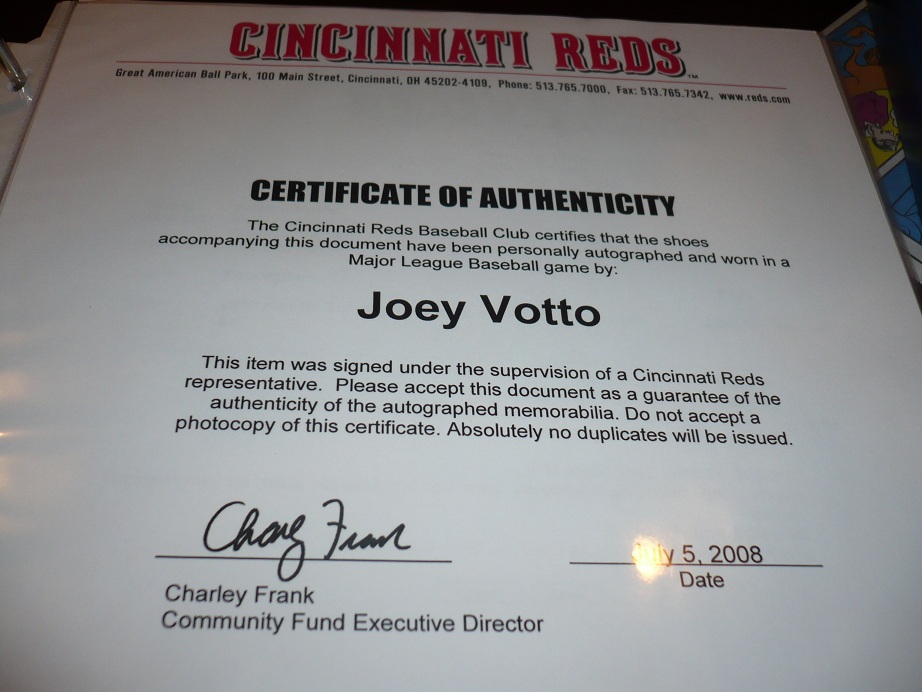 CINCINNATI REDS™
Great American Ball Park, 100 Main Street, Cincinnati, OH 45202-4109, Phone: 513.765.7000, Fax: 513.765.7342, www.reds.com
CERTIFICATE OF AUTHENTICITY
The Cincinnati Reds Baseball Club certifies that the shoes
accompanying this document have been personally autographed and worn in a
Major League Baseball game by:
Joey Votto
This item was signed under the supervision of a Cincinnati Reds
representative. Please accept this document as a guarantee of the
authenticity of the autographed memorabilia. Do not accept a
photocopy of this certificate. Absolutely no duplicates will be issued.
Charley Frank
July 5, 2008
Date
Charley Frank
Community Fund Executive Director